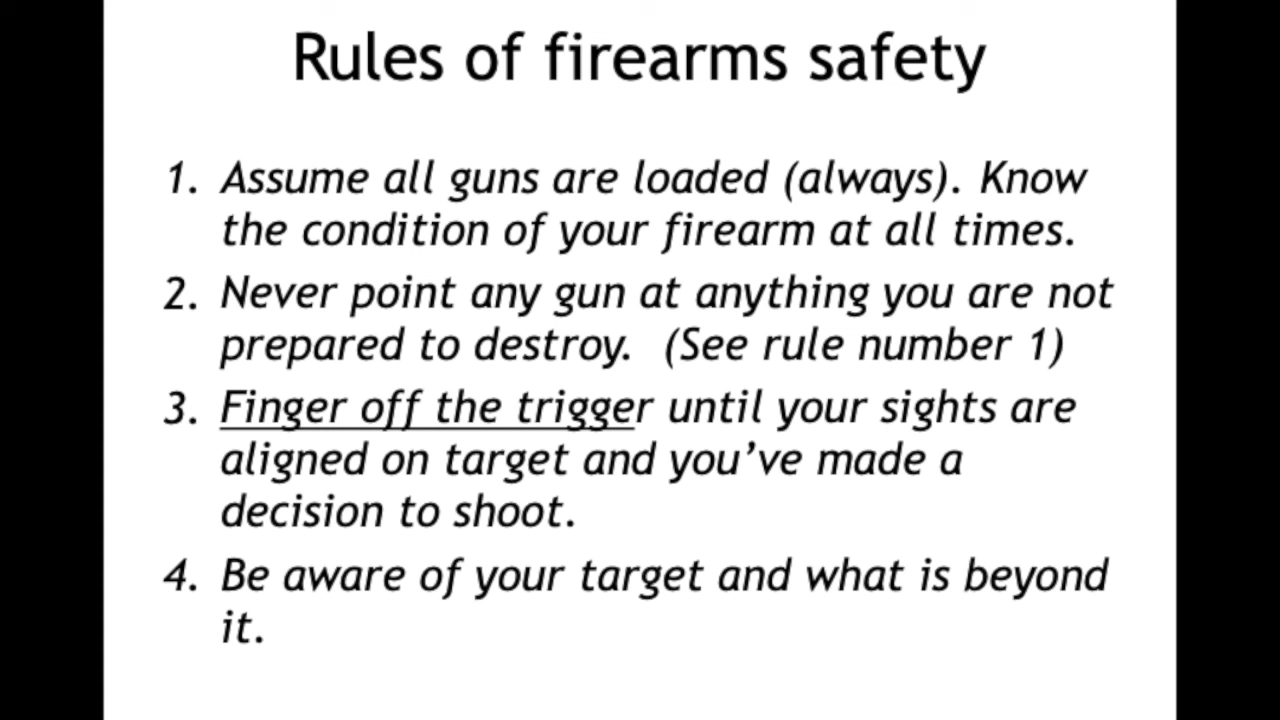 Rules of firearms safety
1. Assume all guns are loaded (always). Know
the condition of your firearm at all times.
2. Never point any gun at anything you are not
prepared to destroy.  (See rule number 1)
3. Finger off the trigger until your sights are
aligned on target and you’ve made a
decision to shoot.
4. Be aware of your target and what is beyond
it.